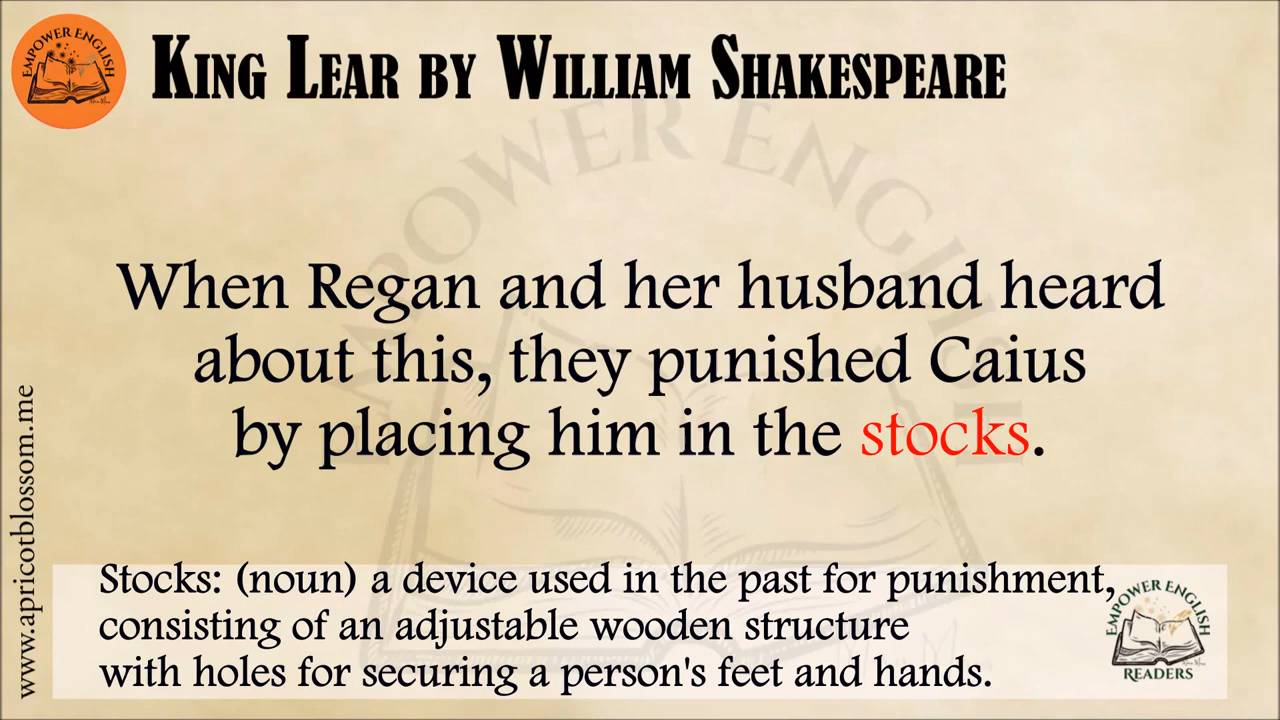 EMPOWER ENGLISH
KING LEAR BY WILLIAM SHAKESPEARE
EMPOWER ENGLISH
When Regan and her husband heard
about this, they punished Caius
by placing him in the stocks.
www.apricotblossom.me
Stocks: (noun) a device used in the past for punishment,
consisting of an adjustable wooden structure
with holes for securing a person's feet and hands.
EMPOWER ENGLISH
READERS